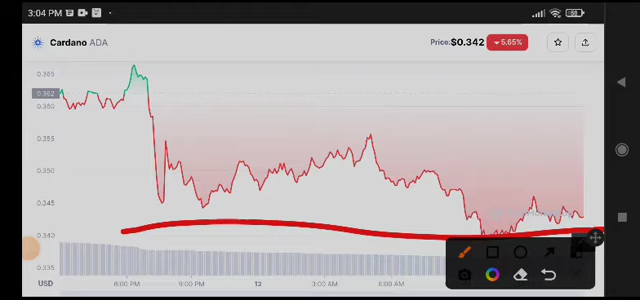 3:04 PM
Cardano ADA
Price: $0.342 5.65%
0.365
0.362
0.360
0.355
0.350
0.345
0.340
0.335
USD 6:00 PM 9:00 PM 12 3:00 AM 6:00 AM